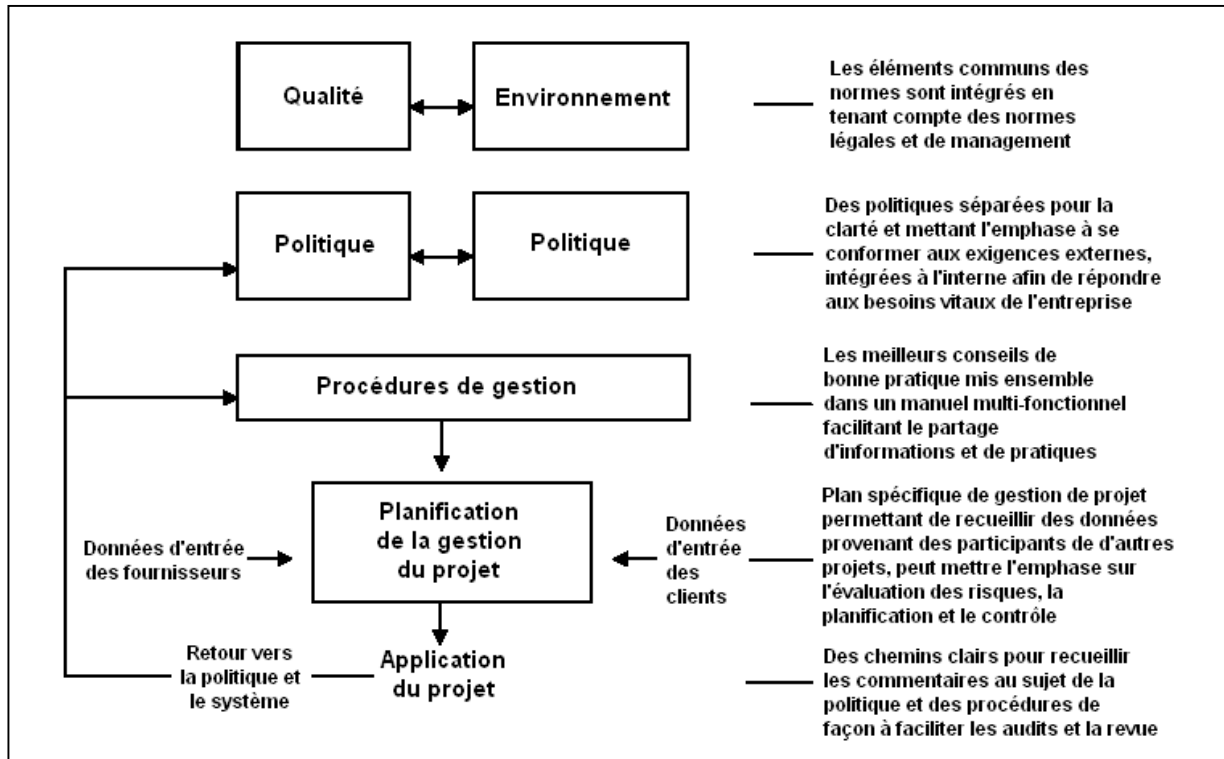 Qualité
Environnement
Les éléments communs des
normes sont intégrés en
tenant compte des normes
légales et de management
Politique
Politique
Des politiques séparées pour la
clarté et mettant l'emphase à se
conformer aux exigences externes,
intégrées à l'interne afin de répondre
aux besoins vitaux de l'entreprise
Procédures de gestion
Les meilleurs conseils de
bonne pratique mis ensemble
dans un manuel multi-fonctionnel
facilitant le partage
d'informations et de pratiques
Données d'entrée
des fournisseurs
Planification
de la gestion
du projet
Données
d'entrée
des
clients
Plan spécifique de gestion de projet
permettant de recueillir des données
provenant des participants de d'autres
projets, peut mettre l'emphase sur
l'évaluation des risques, la
planification et le contrôle
Retour vers
la politique et
le système
Application
du projet
Des chemins clairs pour recueillir
les commentaires au sujet de la
politique et des procédures de
façon à faciliter les audits et la revue